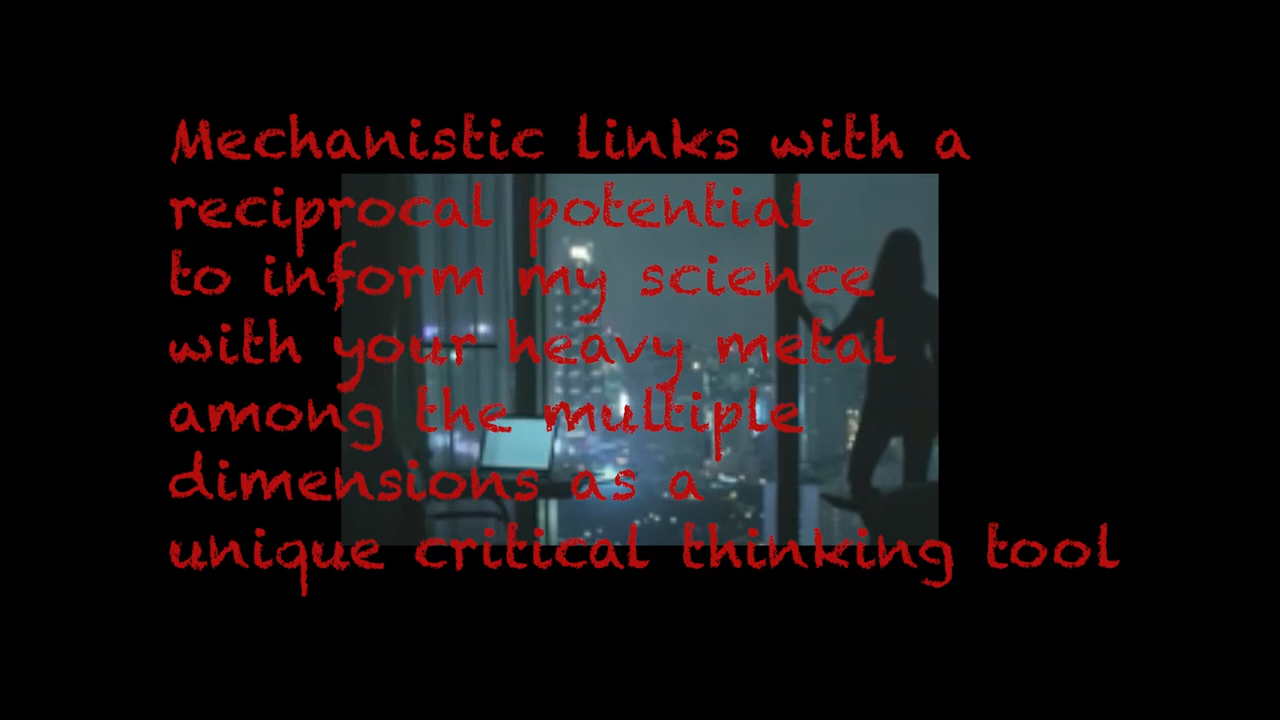 Mechanistic links with a
reciprocal potential
to inform my science
with your heavy metal
among the multiple
dimensions as a
unique critical thinking tool